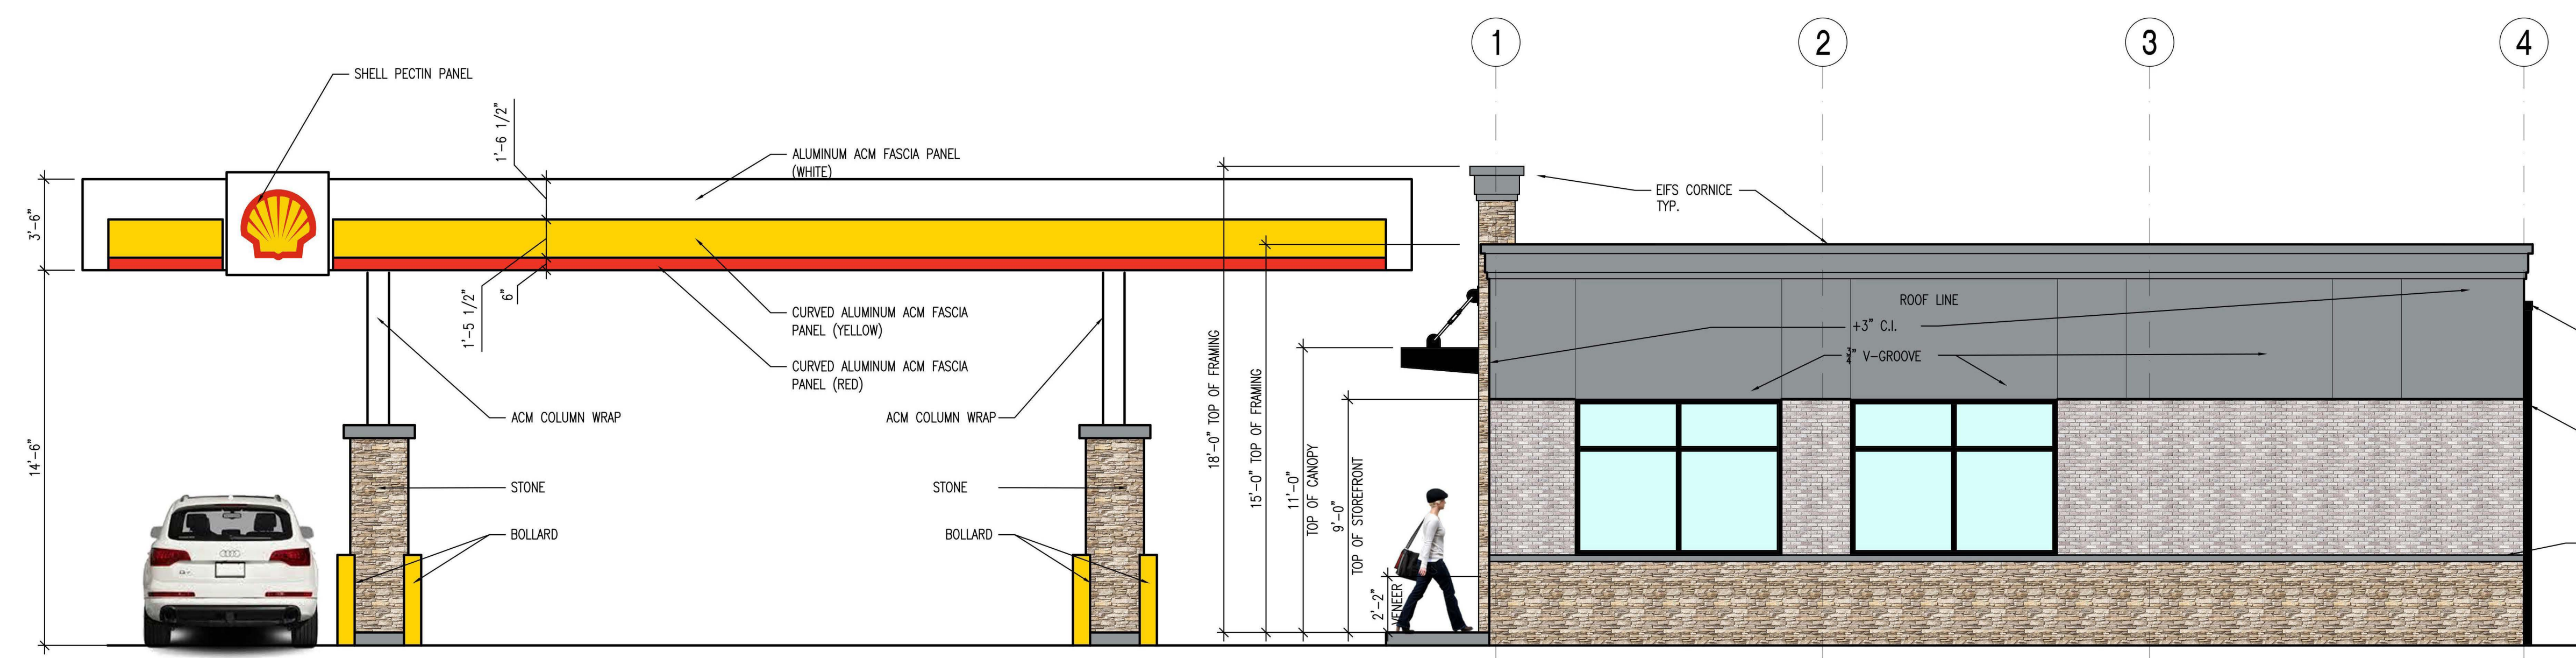 1
2
3
4
SHELL PECTIN PANEL
1'-6 1/2"
ALUMINUM ACM FASCIA PANEL
(WHITE)
EIFS CORNICE
TYP.
3'-6"
1'-5 1/2"
6"
CURVED ALUMINUM ACM FASCIA
PANEL (YELLOW)
CURVED ALUMINUM ACM FASCIA
PANEL (RED)
ROOF LINE
+3" C.I.
¾" V-GROOVE
18'-0" TOP OF FRAMING
15'-0" TOP OF FRAMING
11'-0"
TOP OF CANOPY
9'-0"
TOP OF STOREFRONT
2'-2"
VENEER
ACM COLUMN WRAP
ACM COLUMN WRAP
14'-6"
STONE
STONE
BOLLARD
BOLLARD